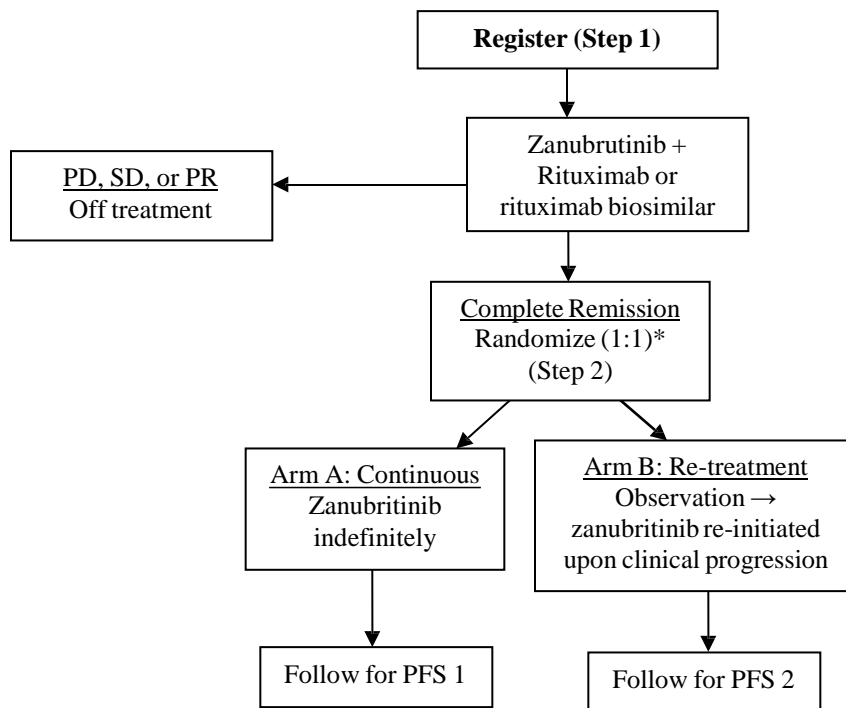 Register (Step 1)
Zanubrutinib +
Rituximab or
rituximab biosimilar
PD, SD, or PR
Off treatment
Complete Remission
Randomize (1:1)*
(Step 2)
Arm A: Continuous
Zanubritinib
indefinitely
Arm B: Re-treatment
Observation →
zanubritinib re-initiated
upon clinical progression
Follow for PFS 1
Follow for PFS 2